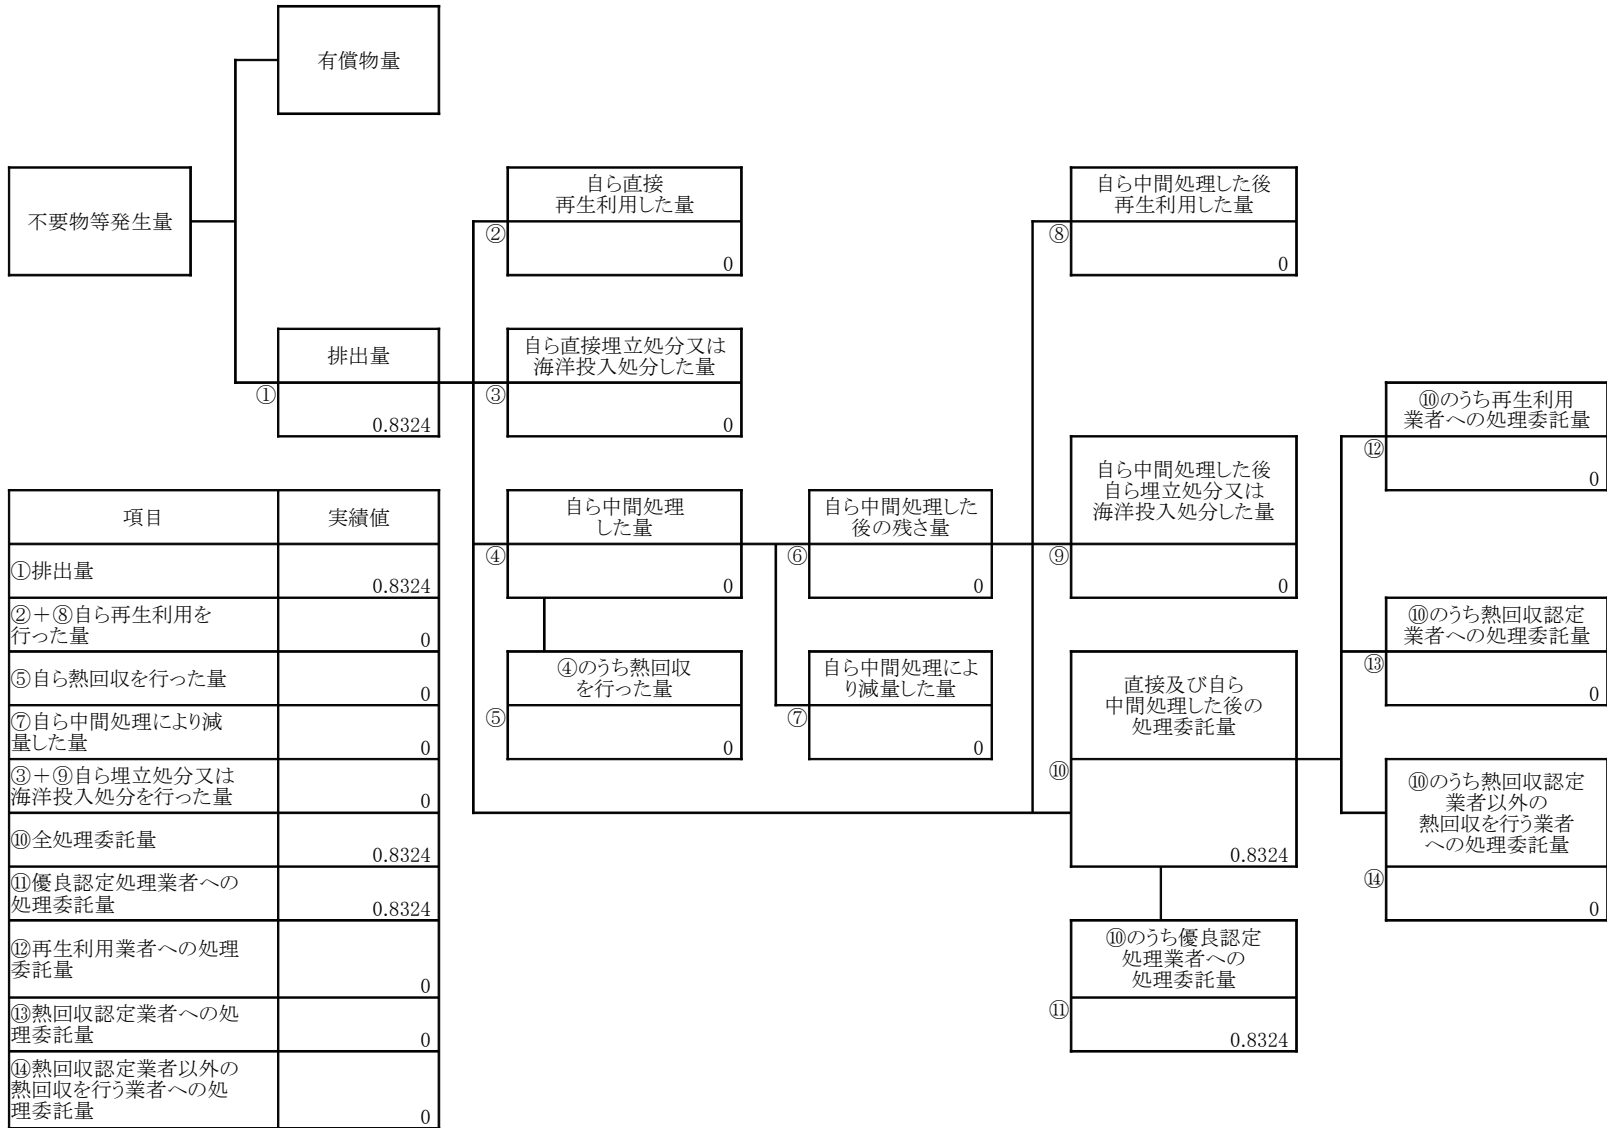 有償物量
不要物等発生量
自ら直接
再生利用した量
②
0
自ら中間処理した後
再生利用した量
⑧
0
排出量
①
0.8324
自ら直接埋立処分又は
海洋投入処分した量
③
0
⑩のうち再生利用
業者への処理委託量
⑫
0
自ら中間処理
した量
④
0
自ら中間処理した
後の残さ量
⑥
0
自ら中間処理した後
自ら埋立処分又は
海洋投入処分した量
⑨
0
⑩のうち熱回収認定
業者への処理委託量
⑬
0
④のうち熱回収
を行った量
⑤
0
自ら中間処理によ
り減量した量
⑦
0
直接及び自ら
中間処理した後の
処理委託量
⑩
0.8324
⑩のうち熱回収認定
業者以外の
熱回収を行う業者
への処理委託量
⑭
0
⑩のうち優良認定
処理業者への
処理委託量
⑪
0.8324
項目
実績値
①排出量
0.8324
②＋⑧自ら再生利用を
行った量
0
⑤自ら熱回収を行った量
0
⑦自ら中間処理により減
量した量
0
③＋⑨自ら埋立処分又は
海洋投入処分を行った量
0
⑩全処理委託量
0.8324
⑪優良認定処理業者への
処理委託量
0.8324
⑫再生利用業者への処理
委託量
0
⑬熱回収認定業者への処
理委託量
0
⑭熱回収認定業者以外の
熱回収を行う業者への処
理委託量
0